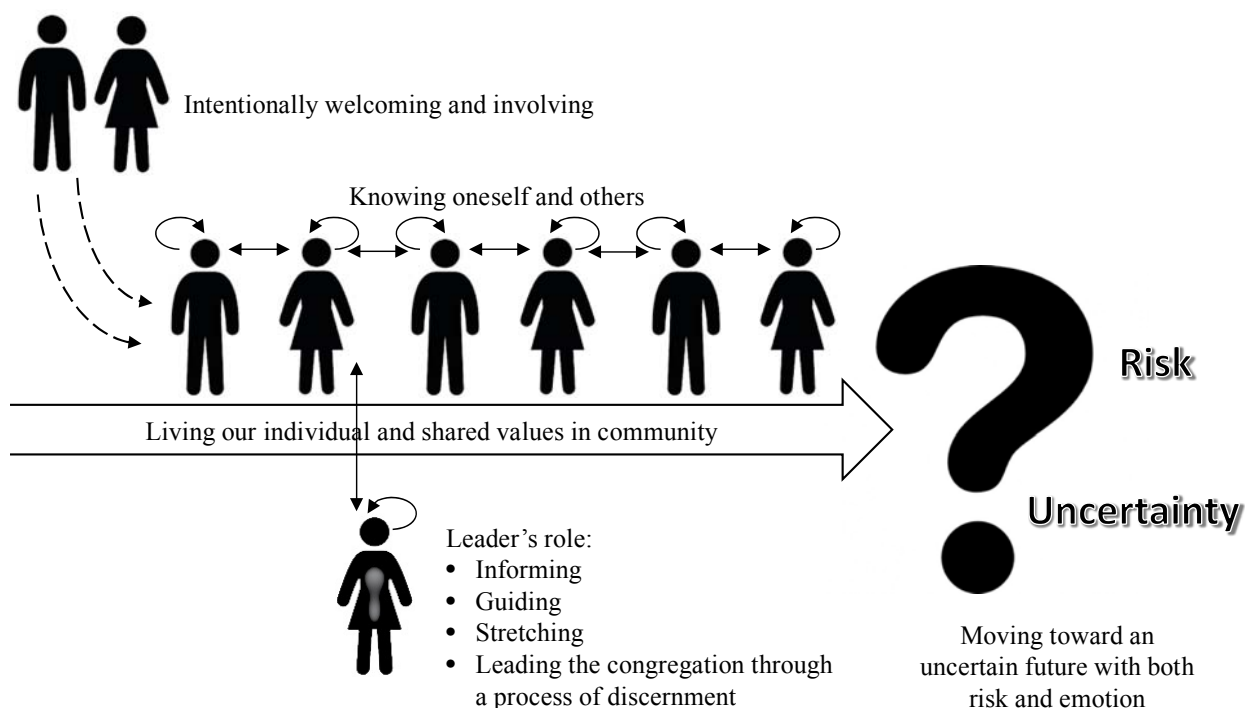 Intentionally welcoming and involving
Knowing oneself and others
Risk
Living our individual and shared values in community
Uncertainty
Leader’s role:
• Informing
• Guiding
• Stretching
• Leading the congregation through
a process of discernment
Moving toward an
uncertain future with both
risk and emotion